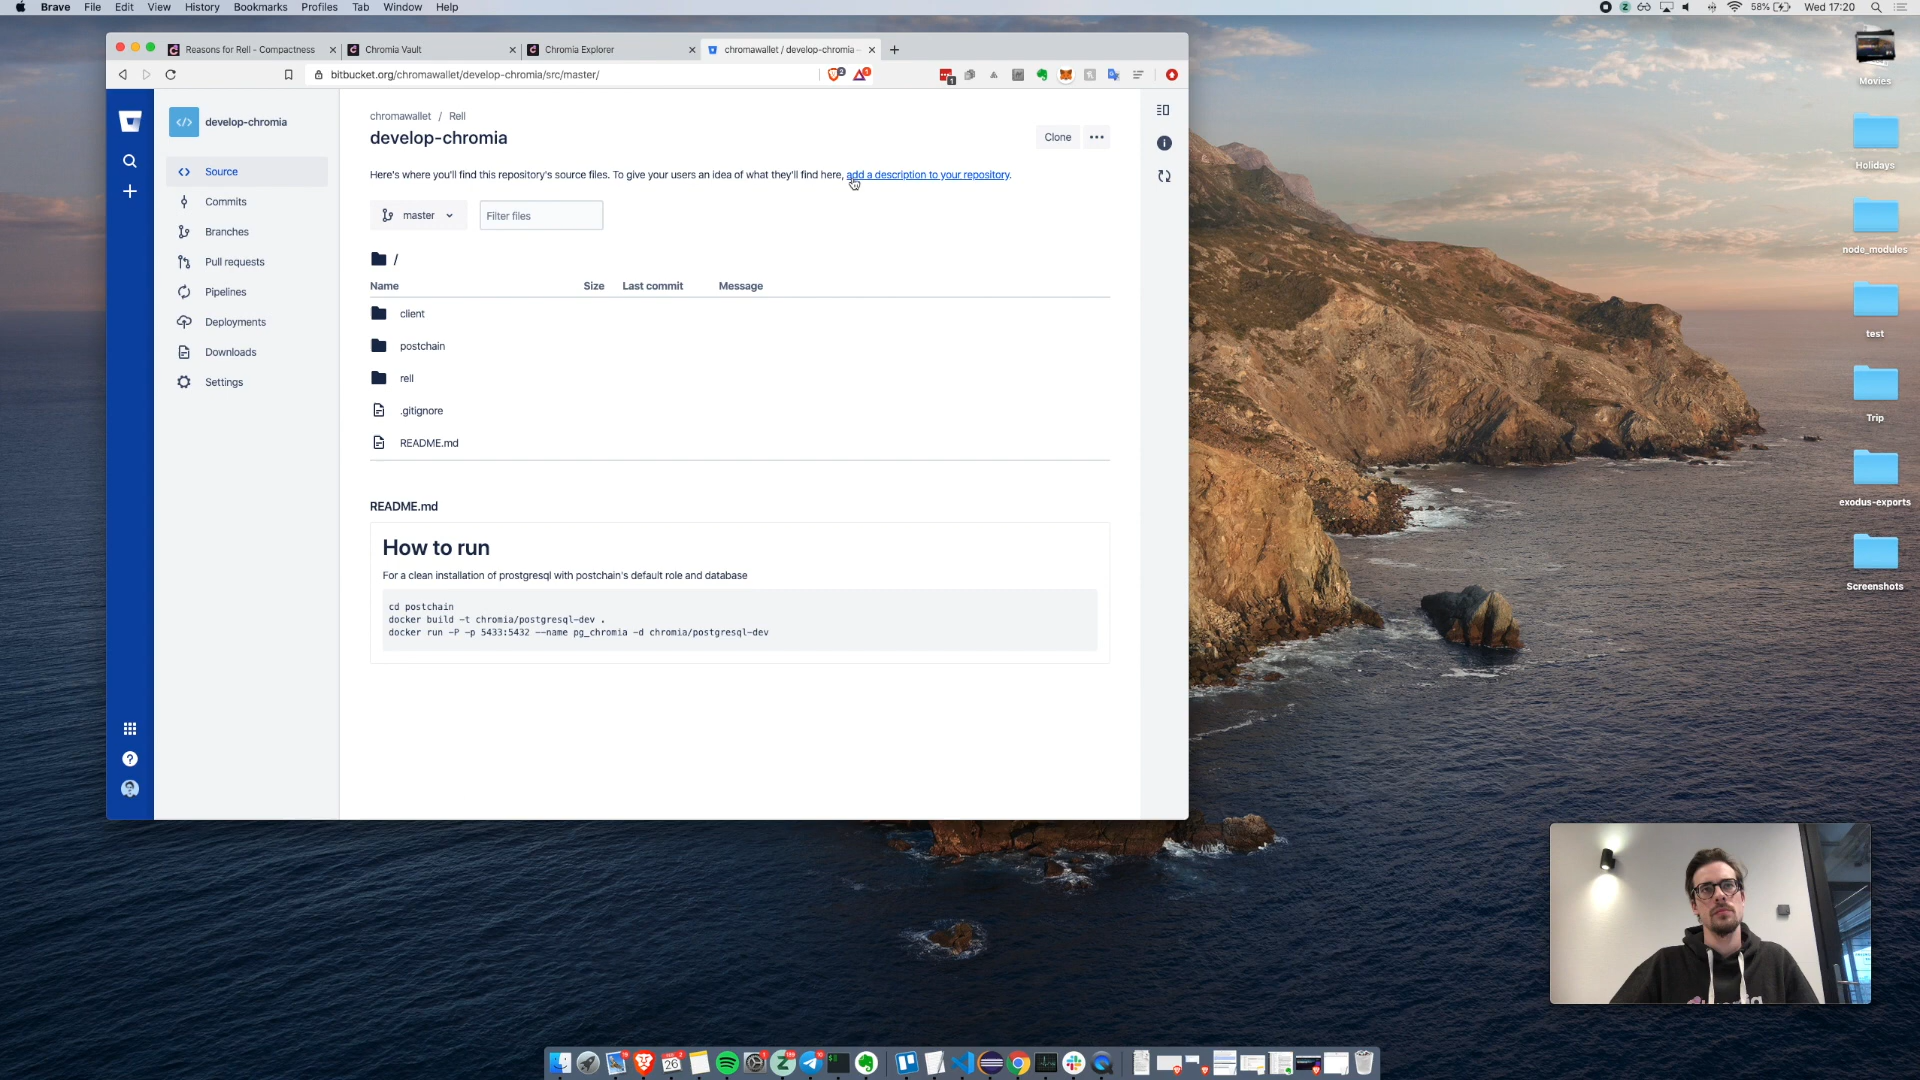 Brave File Edit View History Bookmarks Profiles Tab Window Help
58% Wed 17:20
Reasons for Rell - Compactness
Chromia Vault
Chromia Explorer
chromawallet / develop-chromia
bitbucket.org/chromawallet/develop-chromia/src/master/
develop-chromia
Source
Commits
Branches
Pull requests
Pipelines
Deployments
Downloads
Settings
chromawallet / Rell
develop-chromia
Clone
Here's where you'll find this repository's source files. To give your users an idea of what they'll find here, add a description to your repository.
master
Filter files
/
Name Size Last commit Message
client
postchain
rell
.gitignore
README.md
README.md
How to run
For a clean installation of prostgresql with postchain's default role and database
cd postchain
docker build -t chromia/postgresql-dev .
docker run -P -p 5433:5432 --name pg_chromia -d chromia/postgresql-dev
Movies
Holidays
node_modules
test
Trip
exodus-exports
Screenshots